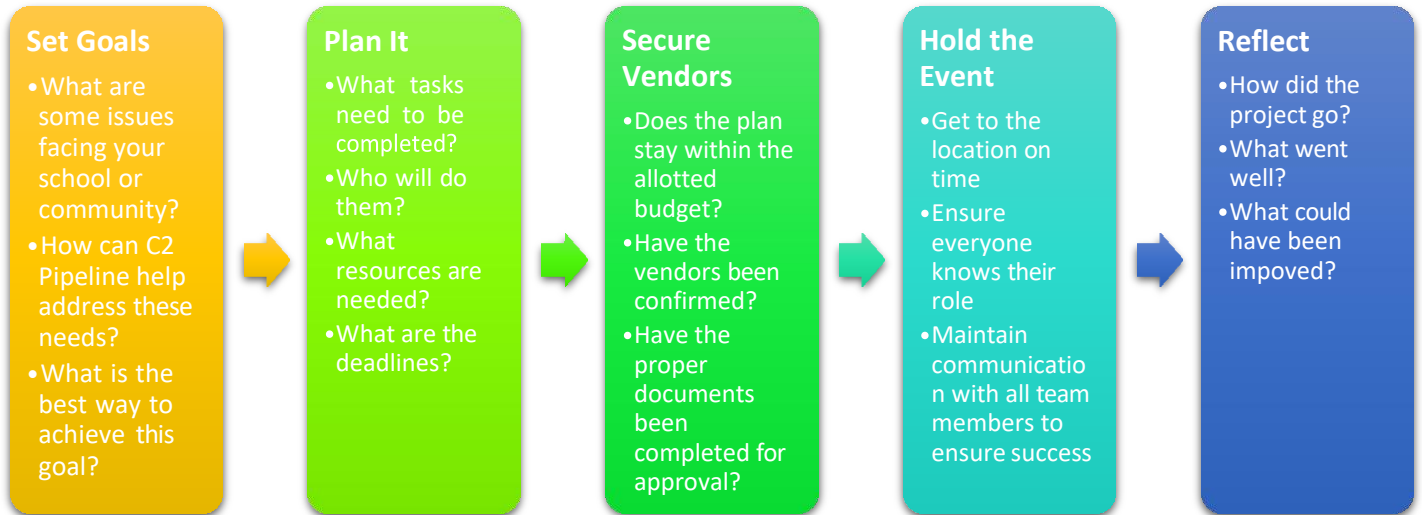 Set Goals
•What are
some issues
facing your
school or
community?
•How can C2
Pipeline help
address these
needs?
•What is the
best way to
achieve this
goal?
Plan It
•What tasks
need to be
completed?
•Who will do
them?
•What
resources are
needed?
•What are the
deadlines?
Secure
Vendors
•Does the plan
stay within the
allotted
budget?
•Have the
vendors been
confirmed?
•Have the
proper
documents
been
completed for
approval?
Hold the
Event
•Get to the
location on
time
•Ensure
everyone
knows their
role
•Maintain
communicatio
n with all team
members to
ensure success
Reflect
•How did the
project go?
•What went
well?
•What could
have been
impoved?